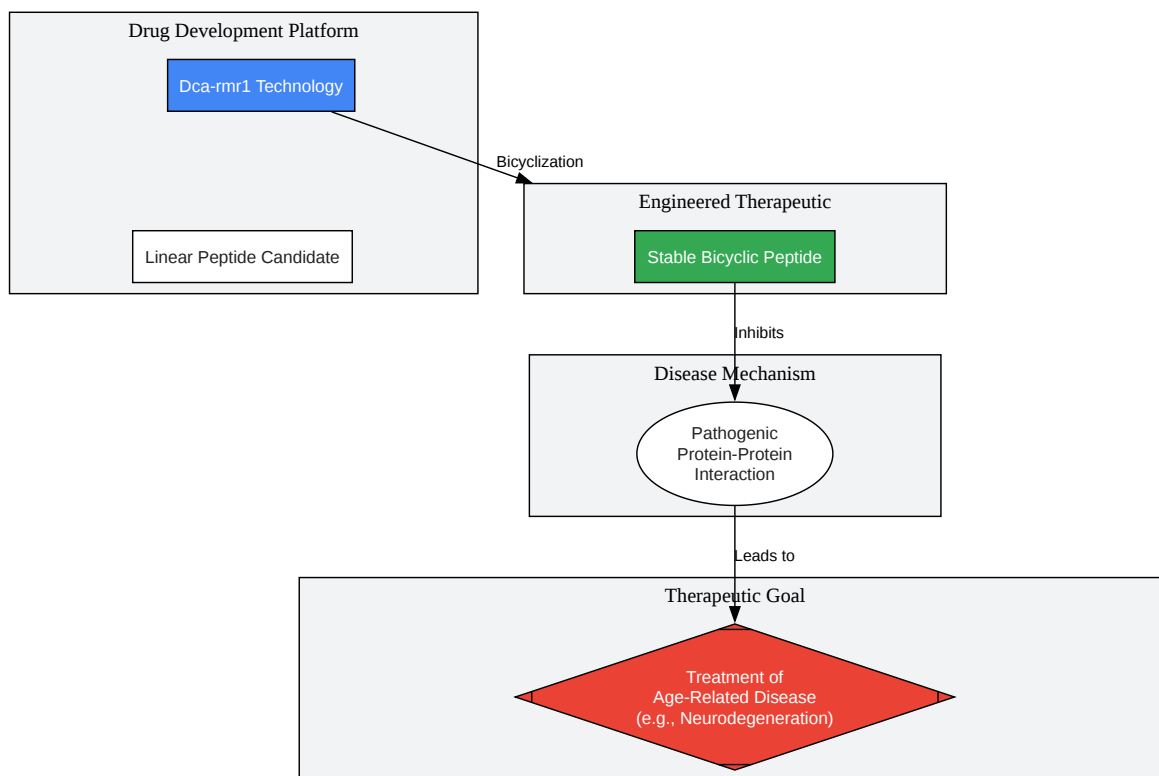 Drug Development Platform
Dca-rmr1 Technology
Bicyclization
Engineered Therapeutic
Linear Peptide Candidate
Stable Bicyclic Peptide
Inhibits
Disease Mechanism
Pathogenic
Protein-Protein
Interaction
Leads to
Therapeutic Goal
Treatment of
Age-Related Disease
(e.g., Neurodegeneration)